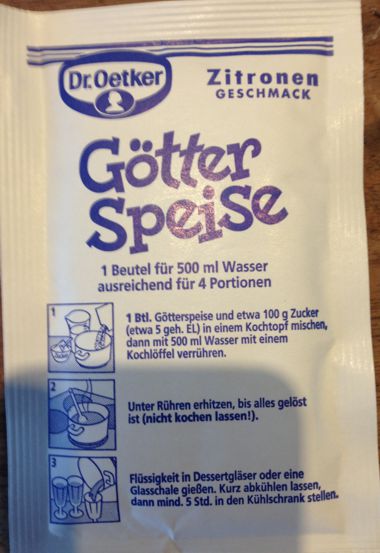 Dr.Oetker
Zitronen
GESCHMACK
Götter
Speise
1 Beutel für 500 ml Wasser
ausreichend für 4 Portionen
1
Zucker
1 Btl. Götterspeise und etwa 100 g Zucker
(etwa 5 geh. EL) in einem Kochtopf mischen,
dann mit 500 ml Wasser mit einem
Kochlöffel verrühren.
2
Unter Rühren erhitzen, bis alles gelöst
ist (nicht kochen lassen!).
3
Flüssigkeit in Dessertgläser oder eine
Glasschale gießen. Kurz abkühlen lassen,
dann mind. 5 Std. in den Kühlschrank stellen.